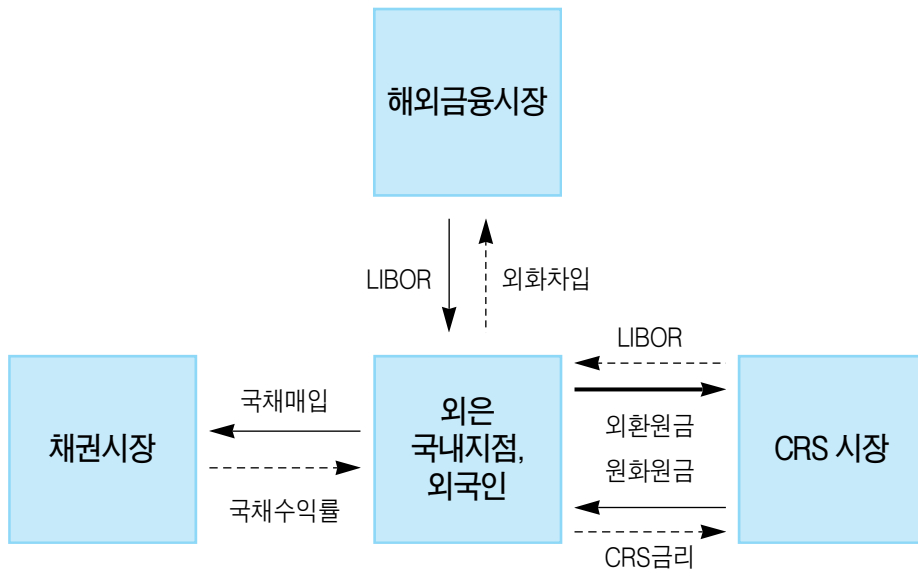 해외금융시장
LIBOR
외화차입
LIBOR
국채매입
외환원금
채권시장
외은
국내지점,
외국인
CRS 시장
원화원금
국채수익률
CRS금리